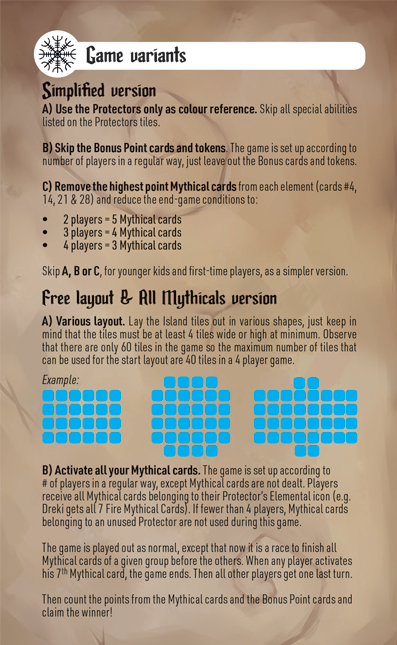 Game variants
Simplified version
A) Use the Protectors only as colour reference. Skip all special abilities
listed on the Protectors tiles.
B) Skip the Bonus Point cards and tokens. The game is set up according to
number of players in a regular way, just leave out the Bonus cards and tokens.
C) Remove the highest point Mythical cards from each element (cards #4,
14, 21 & 28) and reduce the end-game conditions to:
• 2 players = 5 Mythical cards
• 3 players = 4 Mythical cards
• 4 players = 3 Mythical cards
Skip A, B or C, for younger kids and first-time players, as a simpler version.
Free layout & All Mythicals version
A) Various layout. Lay the Island tiles out in various shapes, just keep in
mind that the tiles must be at least 4 tiles wide or high at minimum. Observe
that there are only 60 tiles in the game so the maximum number of tiles that
can be used for the start layout are 40 tiles in a 4 player game.
Example:
B) Activate all your Mythical cards. The game is set up according to
# of players in a regular way, except Mythical cards are not dealt. Players
receive all Mythical cards belonging to their Protector's Elemental icon (e.g.
Dreki gets all 7 Fire Mythical Cards). If fewer than 4 players, Mythical cards
belonging to an unused Protector are not used during this game.
The game is played out as normal, except that now it is a race to finish all
Mythical cards of a given group before the others. When any player activates
his 7th Mythical card, the game ends. Then all other players get one last turn.
Then count the points from the Mythical cards and the Bonus Point cards and
claim the winner!